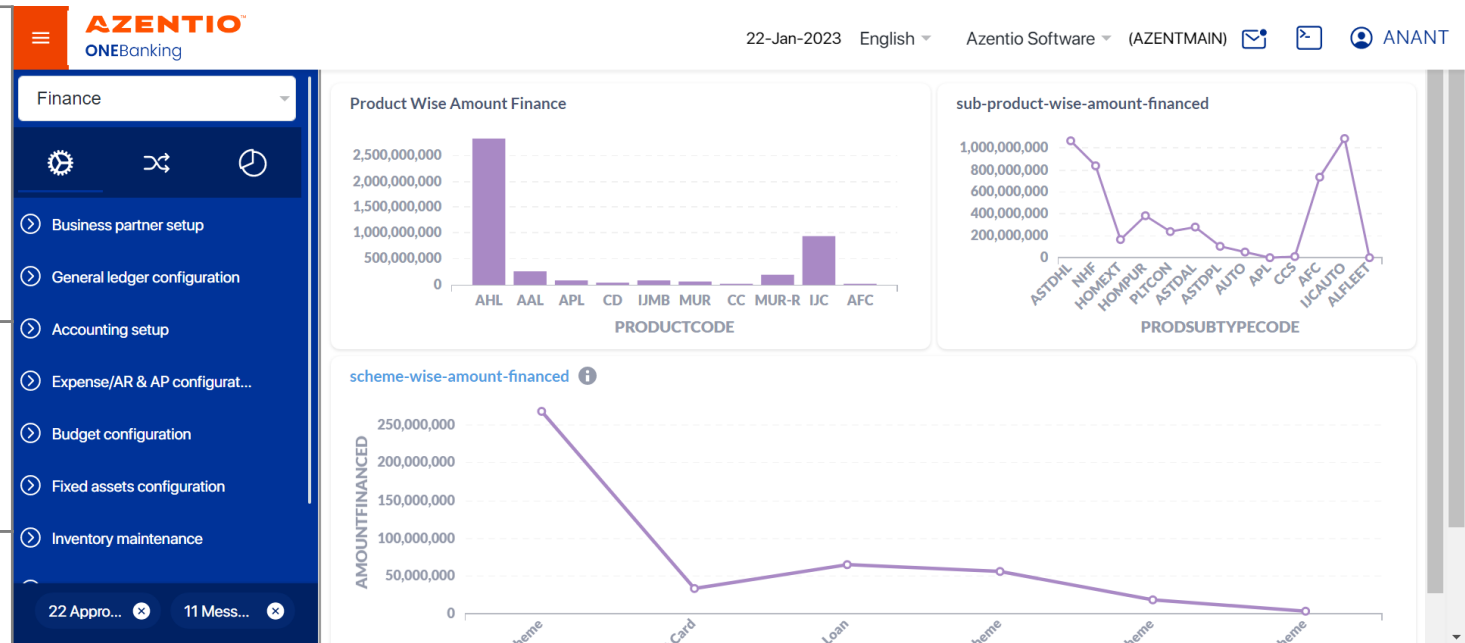 AZENTIO™
ONEBanking
22-Jan-2023 English Azentio Software (AZENTMAIN) ANANT
Finance
Business partner setup
General ledger configuration
Accounting setup
Expense/AR & AP configurat...
Budget configuration
Fixed assets configuration
Inventory maintenance
22 Appro... 11 Mess...
Product Wise Amount Finance
2,500,000,000
2,000,000,000
1,500,000,000
1,000,000,000
500,000,000
0
AHL AAL APL CD IJMB MUR CC MUR-R IJC AFC
PRODUCTCODE
sub-product-wise-amount-financed
1,000,000,000
800,000,000
600,000,000
400,000,000
200,000,000
0
ASTDHL NHF HOMEXT HOMPUR PLTCON ASTDAL ASTDPL AUTO APL CCS AFC IJCAUTO ALFLEET
PRODSUBTYPECODE
scheme-wise-amount-financed
AMOUNTFINANCED
250,000,000
200,000,000
150,000,000
100,000,000
50,000,000
0
Card Loan